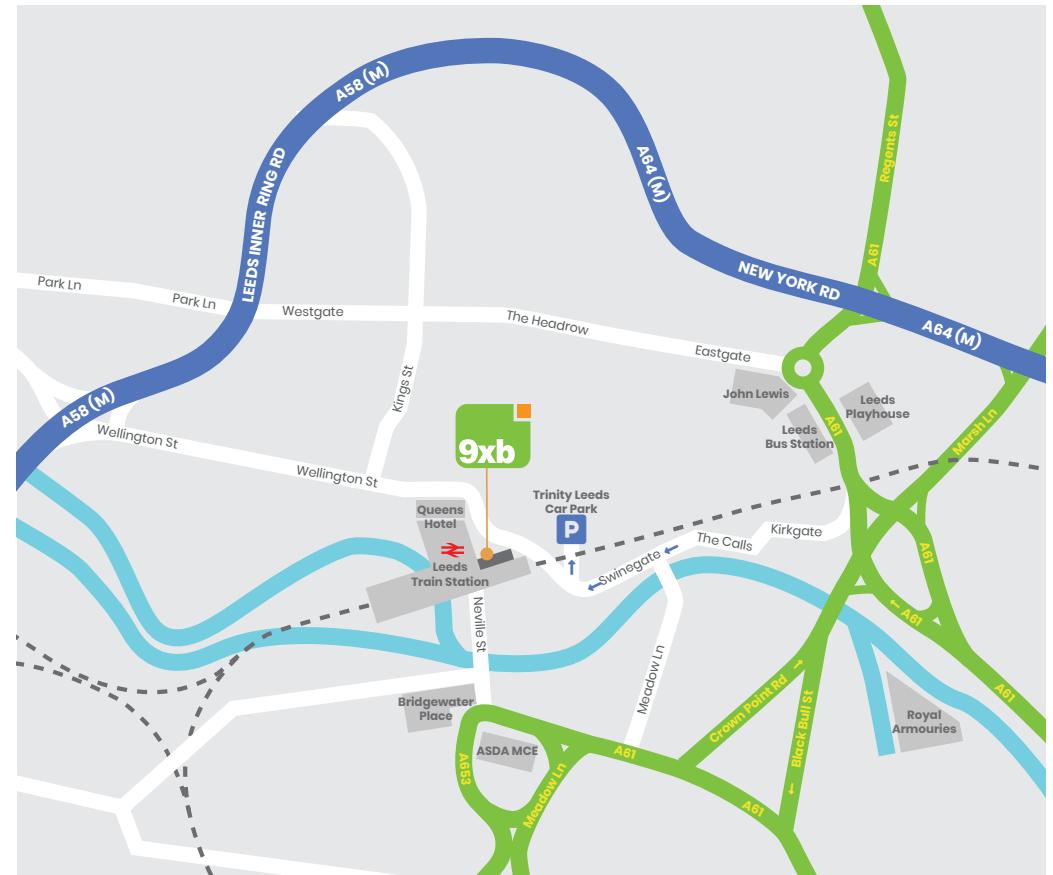 A58 (M)
A64 (M)
Regents St
LEEDS INNER RING RD
A61
NEW YORK RD
Park Ln
Park Ln
Westgate
The Headrow
A64 (M)
Eastgate
Kings St
John Lewis
Leeds
Playhouse
A58 (M)
Leeds
Bus Station
A61
Marsh Ln
Wellington St
9xb
Wellington St
Trinity Leeds
Car Park
P
Queens
Hotel
Leeds
Train Station
Swinegate
The Calls
Kirkgate
A61
← A61
Neville St
Meadow Ln
Crown Point Rd →
Black Bull St
←
A61
Bridgewater
Place
Royal
Armouries
ASDA MCE
A653
Meadow Ln
A61
A61